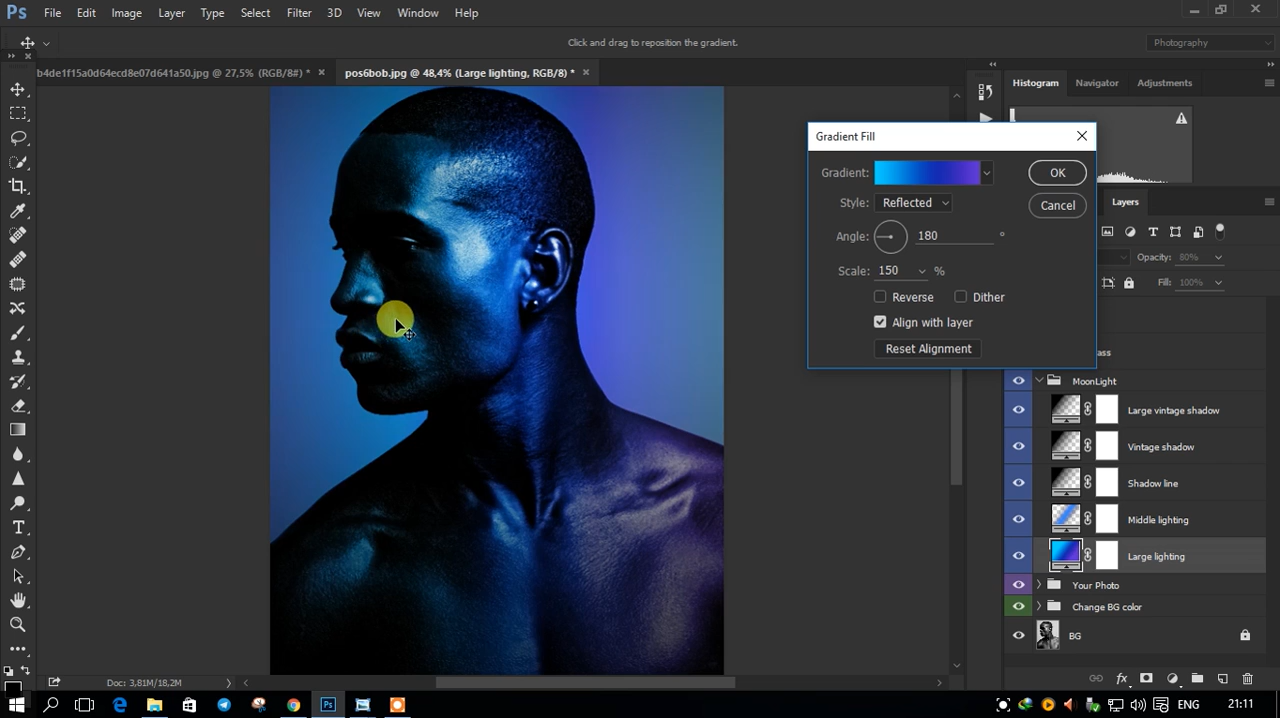 Ps File Edit Image Layer Type Select Filter 3D View Window Help
Click and drag to reposition the gradient.
Photography
b4de1f15a0d64ecd8e07d641a50.jpg @ 27,5% (RGB/8#) *
pos6bob.jpg @ 48,4% (Large lighting, RGB/8) *
Histogram Navigator Adjustments
Gradient Fill
Gradient:
OK
Style: Reflected
Cancel
Angle: 180 °
Scale: 150 %
Reverse Dither
Align with layer
Reset Alignment
Layers
Opacity: 80%
Fill: 100%
MoonLight
Large vintage shadow
Vintage shadow
Shadow line
Middle lighting
Large lighting
Your Photo
Change BG color
BG
Doc: 3,81M/18,2M
ENG 21:11